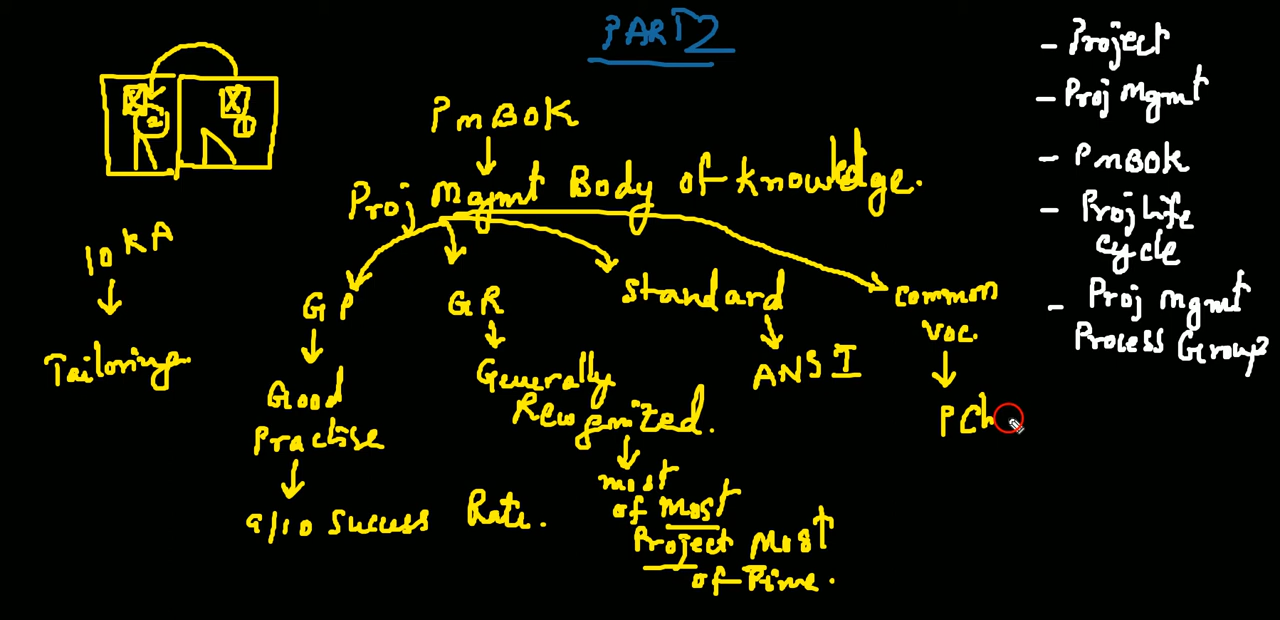 PART2
PMBOK
Proj Mgmt Body of knowledge.
10 KA
Tailoring.
GP
Good
Practise
9/10 Success Rate.
GR
Generally
Recognized.
most
of Most
Project Most
of Time.
Standard
ANSI
Common
Voc.
PCh
- Project
- Proj Mgmt
- PMBOK
- Proj Life
Cycle
- Proj Mgmt
Process Groups
2
1